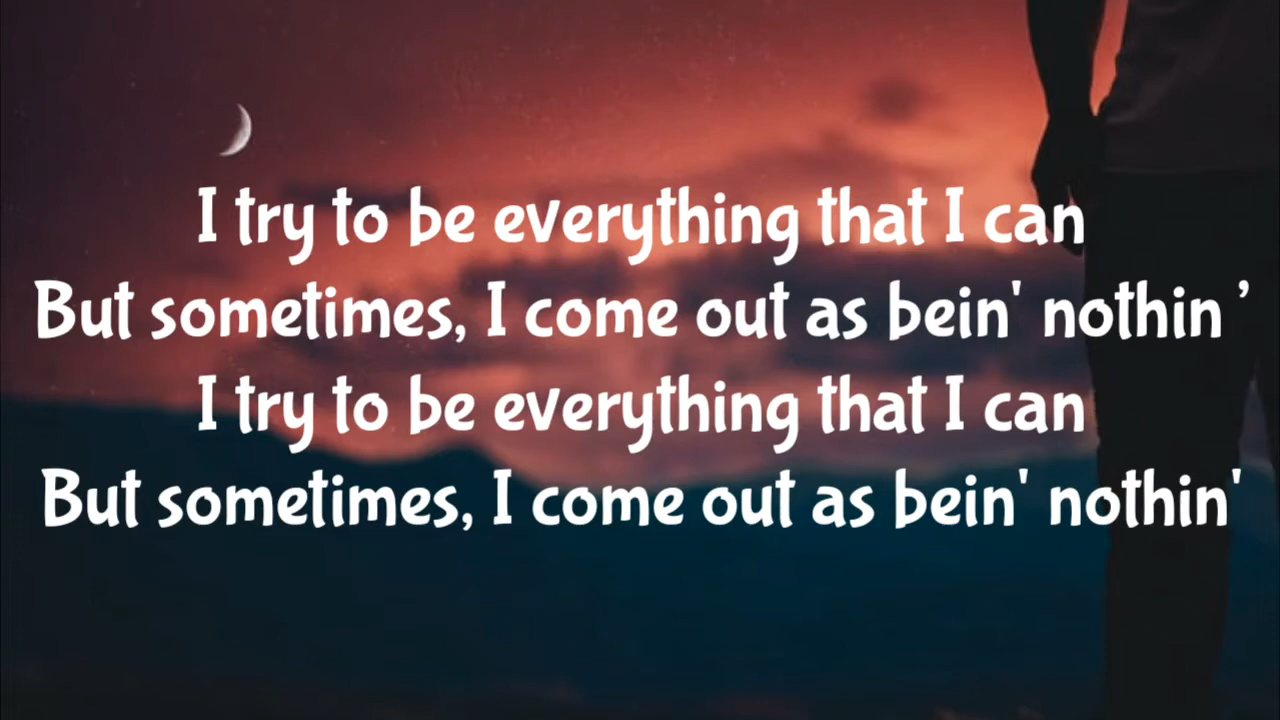 I try to be everything that I can
But sometimes, I come out as bein' nothin ’
I try to be everything that I can
But sometimes, I come out as bein' nothin'